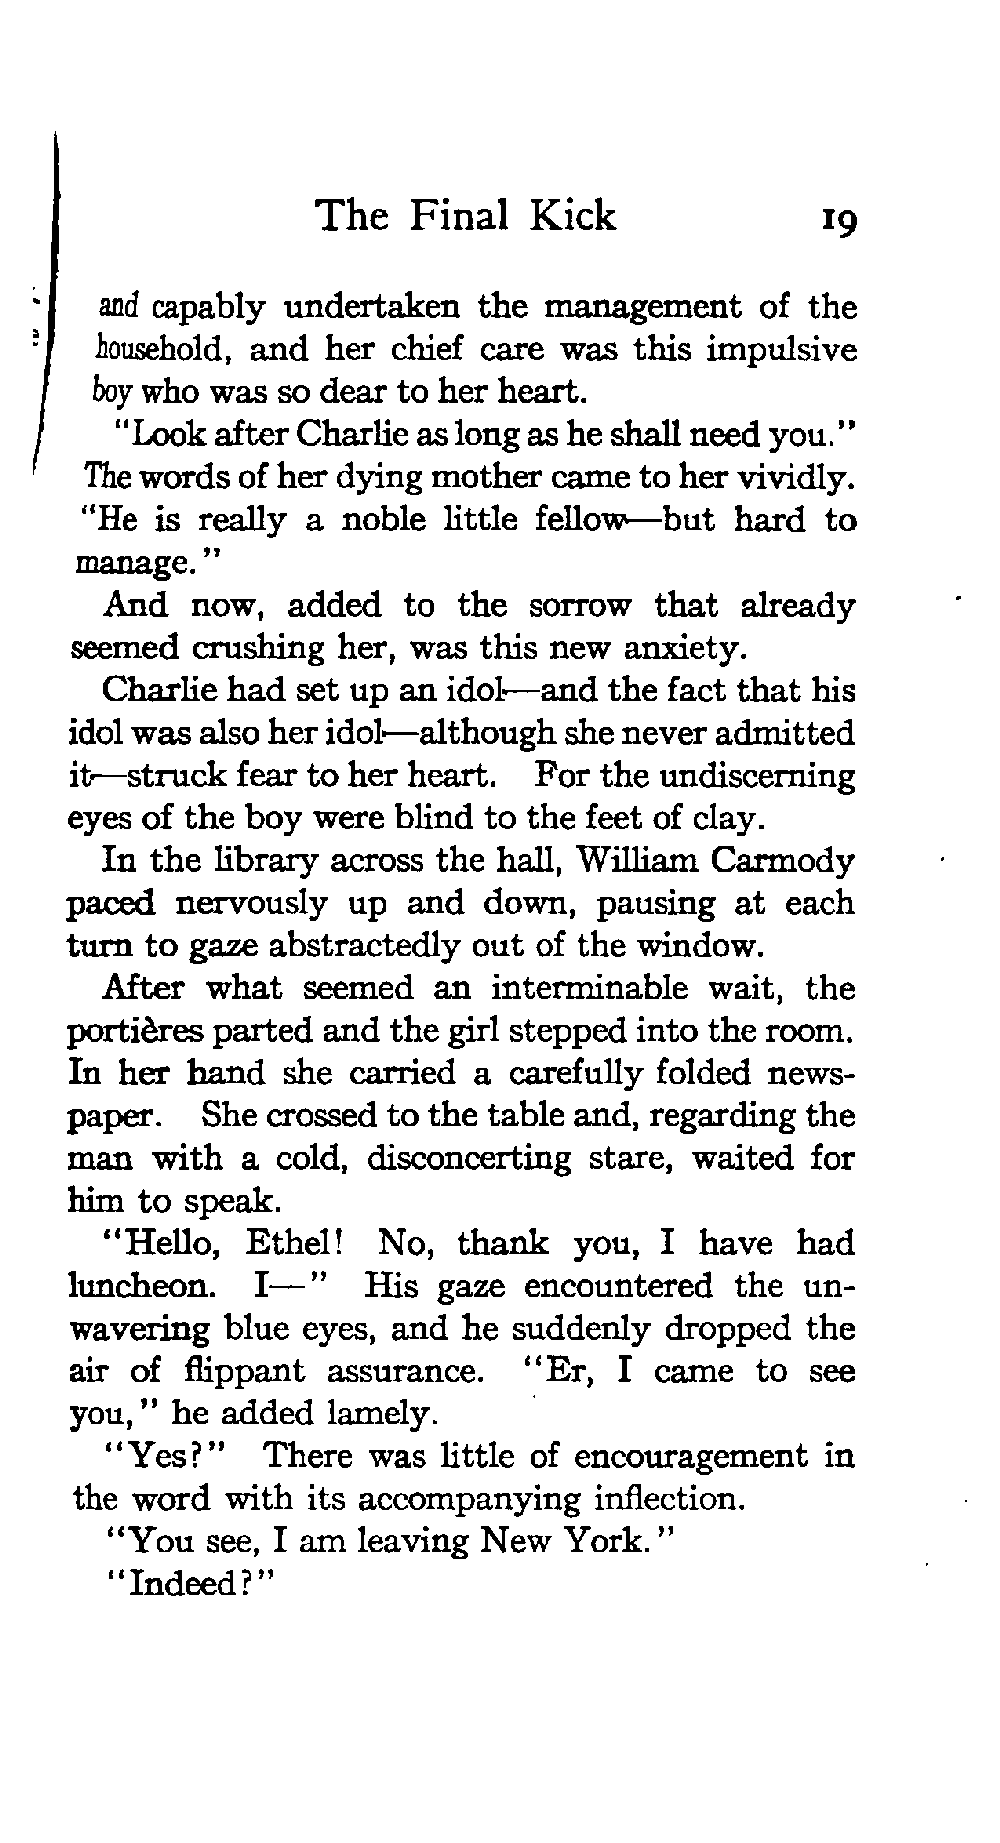 The Final Kick 19
and capably undertaken the management of the
household, and her chief care was this impulsive
boy who was so dear to her heart.
"Look after Charlie as long as he shall need you."
The words of her dying mother came to her vividly.
"He is really a noble little fellow—but hard to
manage."
And now, added to the sorrow that already
seemed crushing her, was this new anxiety.
Charlie had set up an idol—and the fact that his
idol was also her idol—although she never admitted
it—struck fear to her heart. For the undiscerning
eyes of the boy were blind to the feet of clay.
In the library across the hall, William Carmody
paced nervously up and down, pausing at each
turn to gaze abstractedly out of the window.
After what seemed an interminable wait, the
portières parted and the girl stepped into the room.
In her hand she carried a carefully folded news-
paper. She crossed to the table and, regarding the
man with a cold, disconcerting stare, waited for
him to speak.
"Hello, Ethel! No, thank you, I have had
luncheon. I—" His gaze encountered the un-
wavering blue eyes, and he suddenly dropped the
air of flippant assurance. "Er, I came to see
you," he added lamely.
"Yes?" There was little of encouragement in
the word with its accompanying inflection.
"You see, I am leaving New York."
"Indeed?"